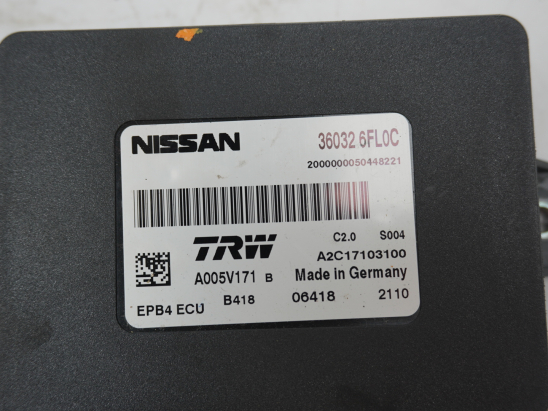 NISSAN 36032 6FL0C
2000000050448221
TRW C2.0 S004
A2C17103100
A005V171 B Made in Germany
EPB4 ECU B418 06418 2110